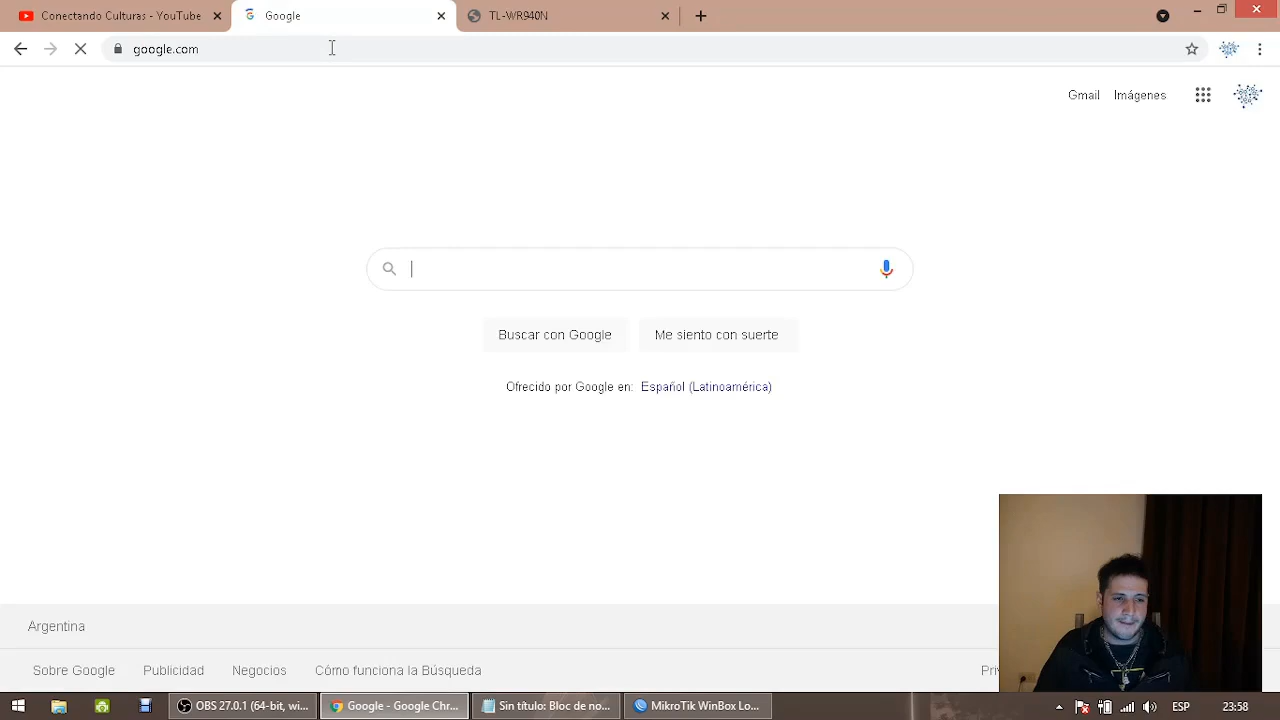 Conectando Culturas - YouTube
Google
TL-WR940N
google.com
Gmail
Imágenes
Buscar con Google
Me siento con suerte
Ofrecido por Google en: Español (Latinoamérica)
Argentina
Sobre Google
Publicidad
Negocios
Cómo funciona la Búsqueda
OBS 27.0.1 (64-bit, wi...
Google - Google Chr...
Sin título: Bloc de no...
MikroTik WinBox Lo...
ESP
23:58